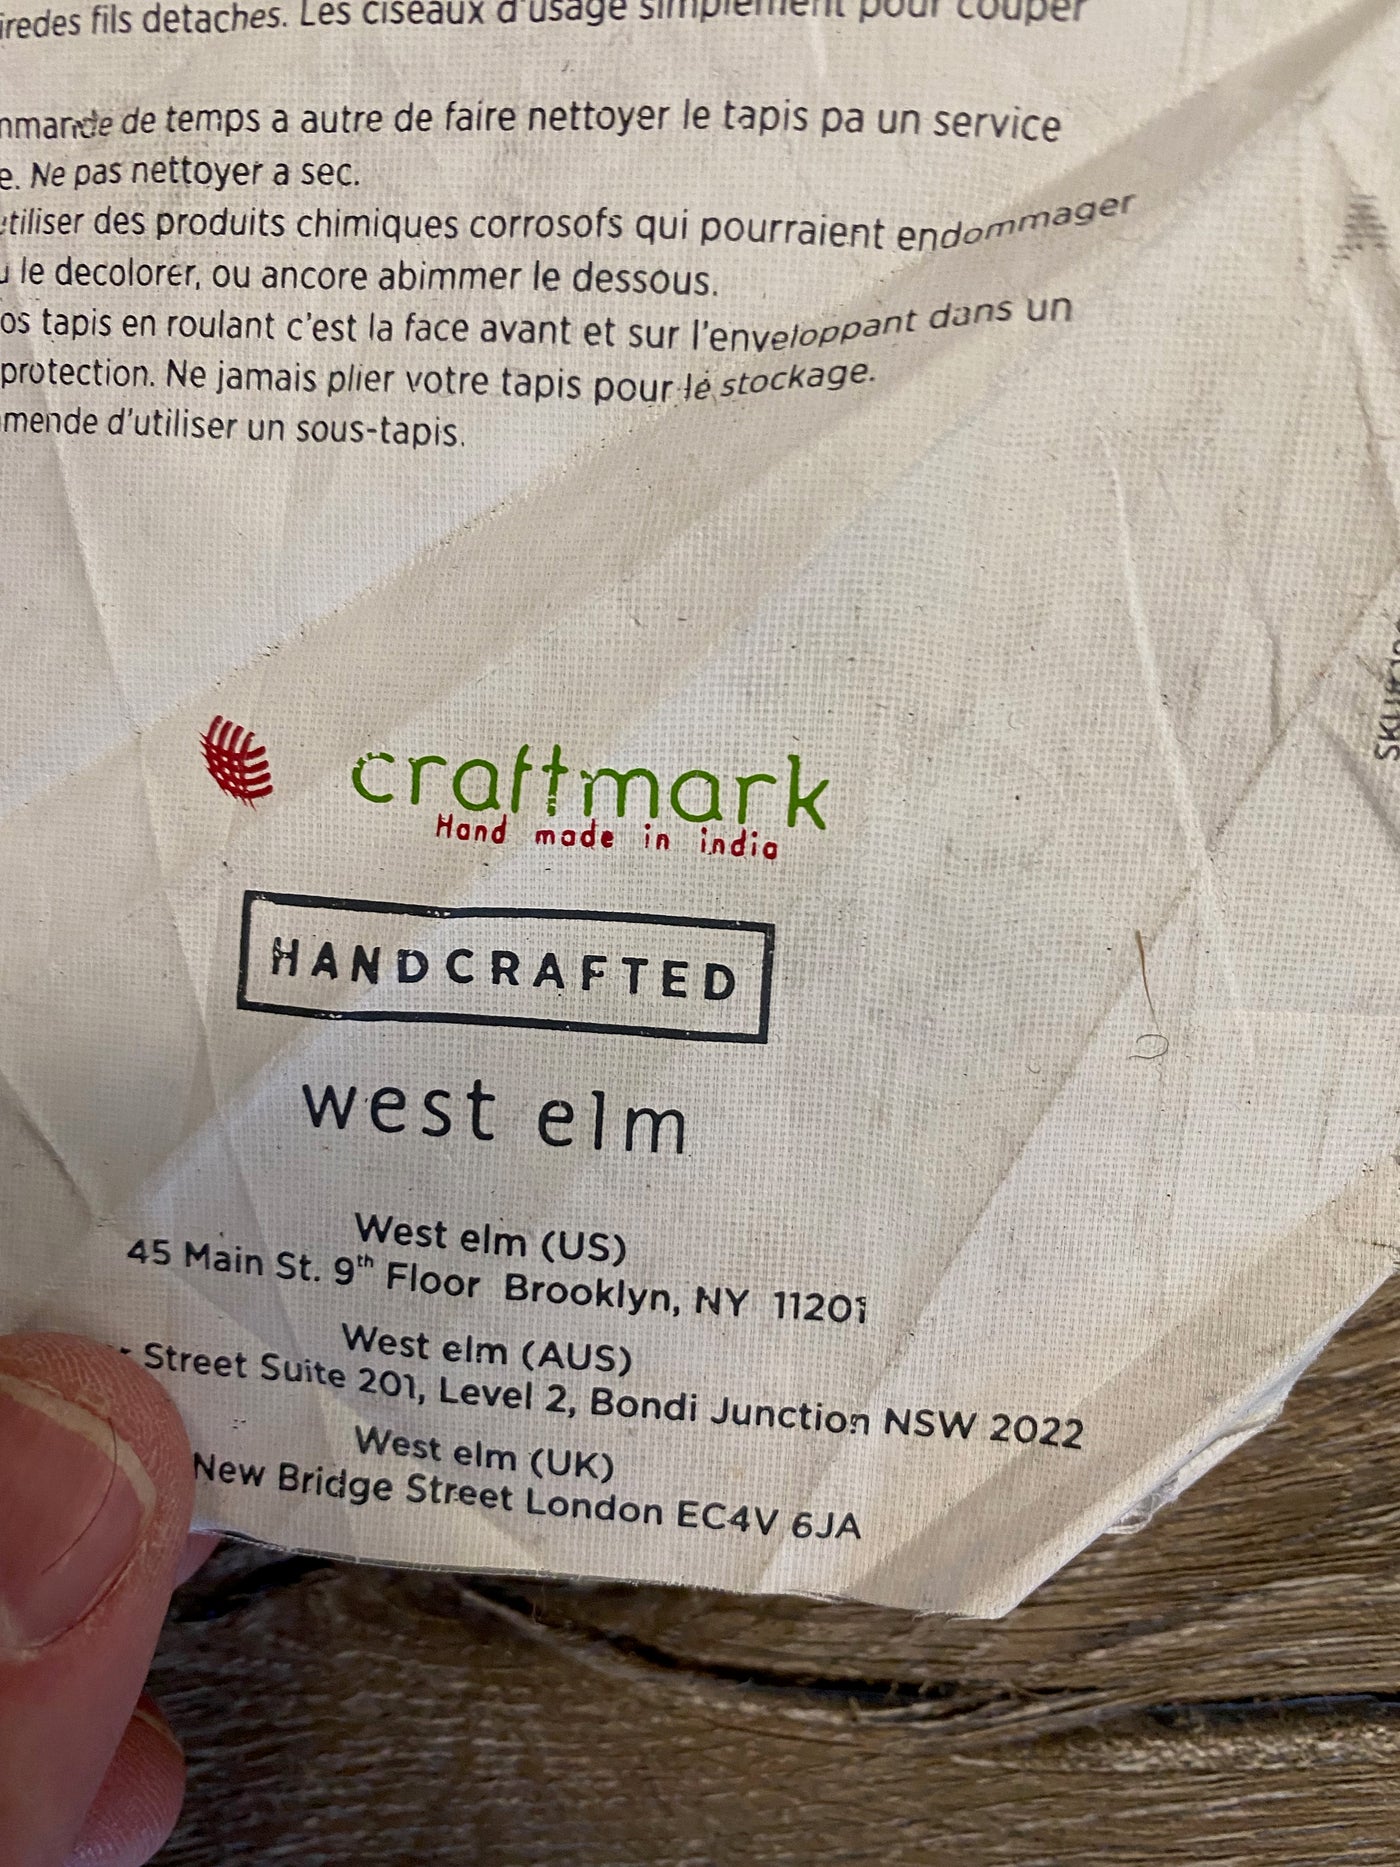 fils detaches. Les ciseaux d'usage simplement pour couper
de temps a autre de faire nettoyer le tapis pa un service
e. Ne pas nettoyer a sec.
des produits chimiques corrosofs qui pourraient endommager
le decolorer, ou ancore abimmer le dessous.
os tapis en roulant c'est la face avant et sur l'enveloppant dans un
protection. Ne jamais plier votre tapis pour le stockage.
mende d'utiliser un sous-tapis.
craftmark
Hand made in india
HANDCRAFTED
west elm
West elm (US)
45 Main St. 9th Floor Brooklyn, NY 11201
West elm (AUS)
Street Suite 201, Level 2, Bondi Junction NSW 2022
West elm (UK)
New Bridge Street London EC4V 6JA